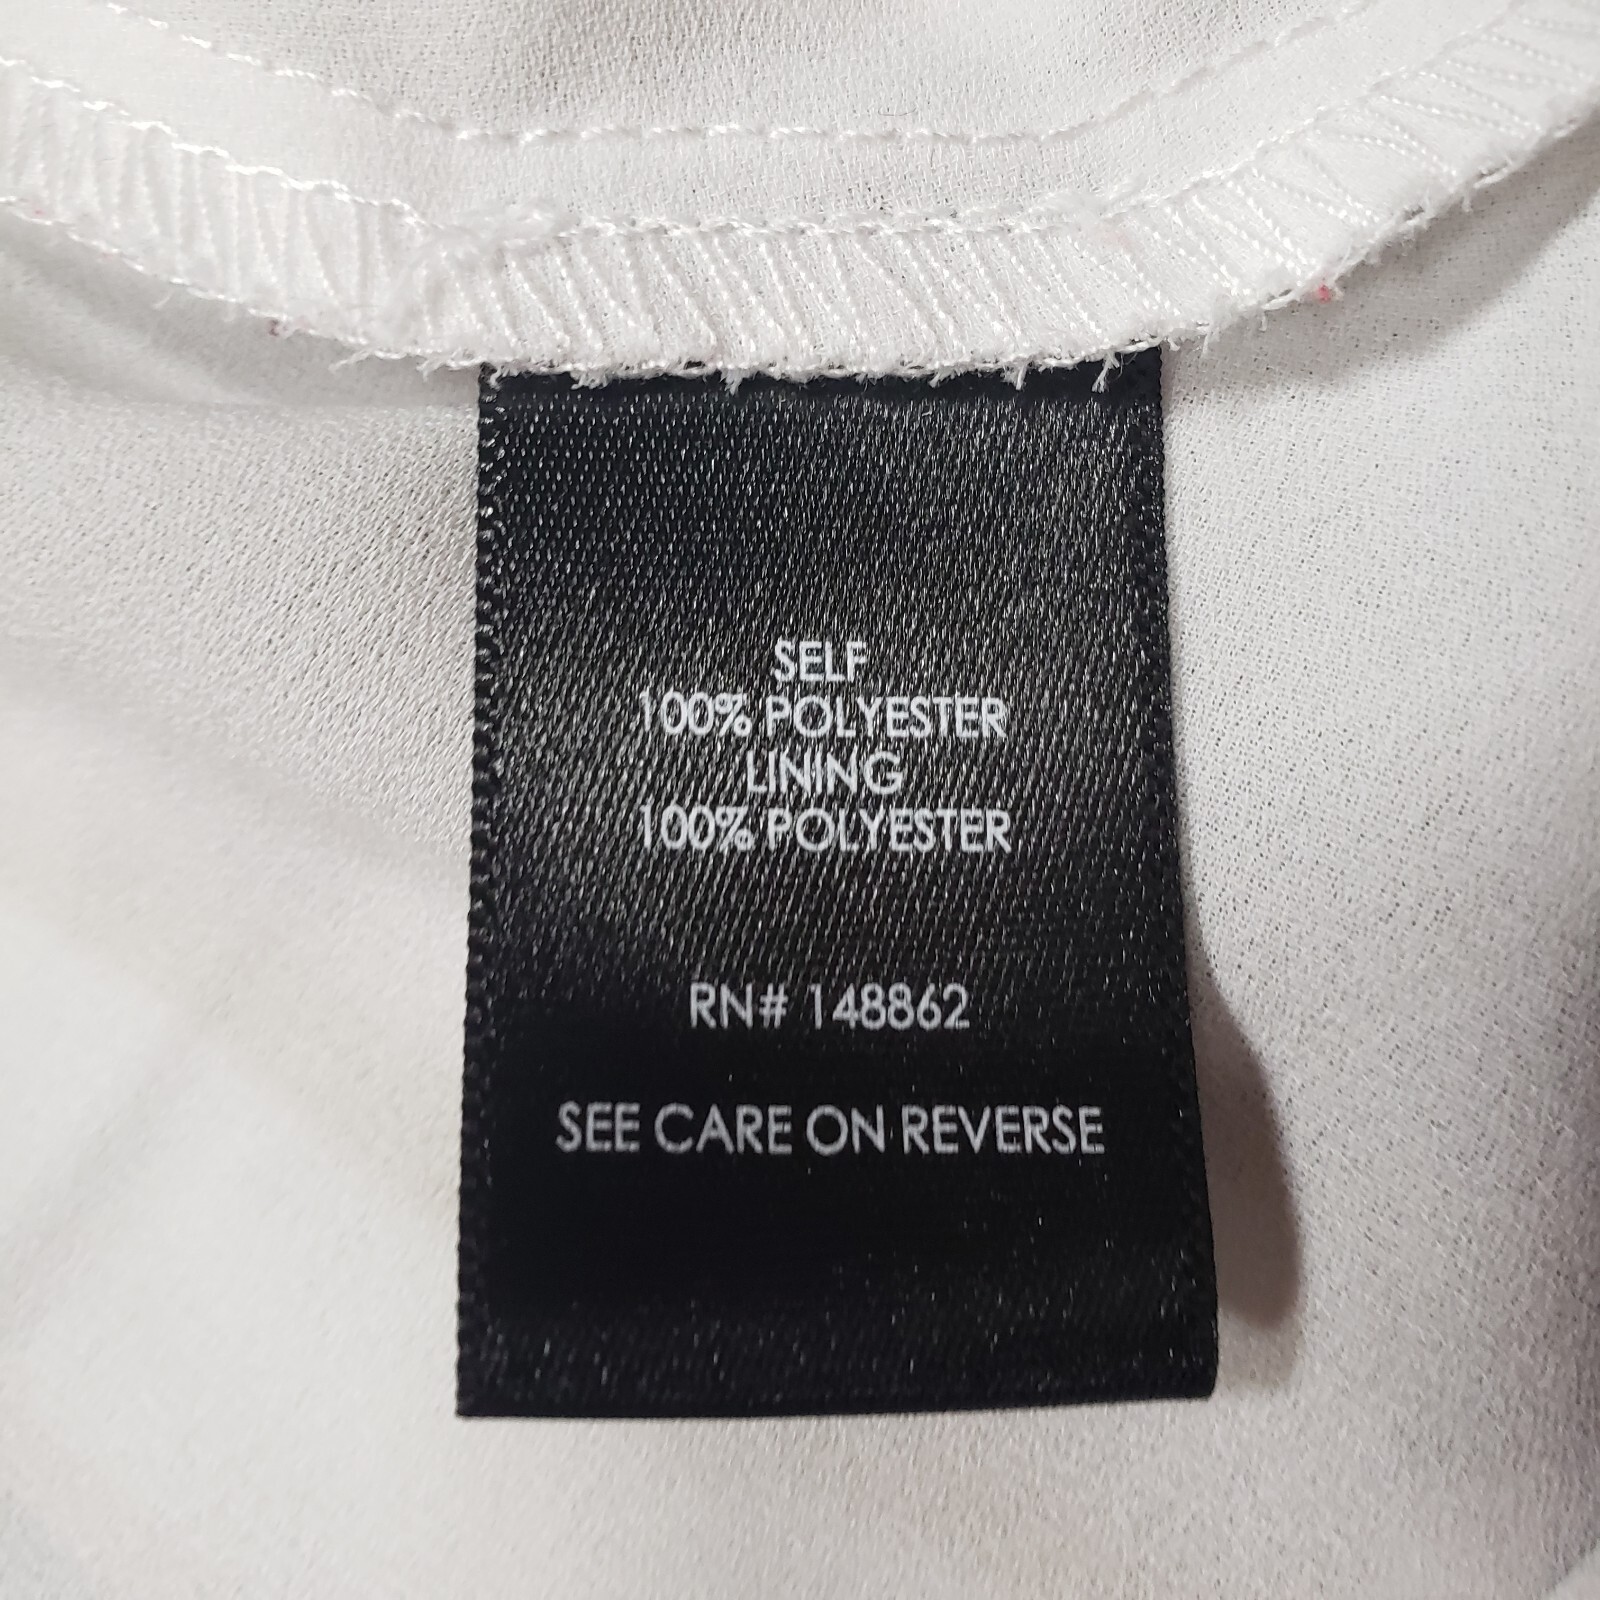 SELF
100% POLYESTER
LINING
100% POLYESTER
RN# 148862
SEE CARE ON REVERSE